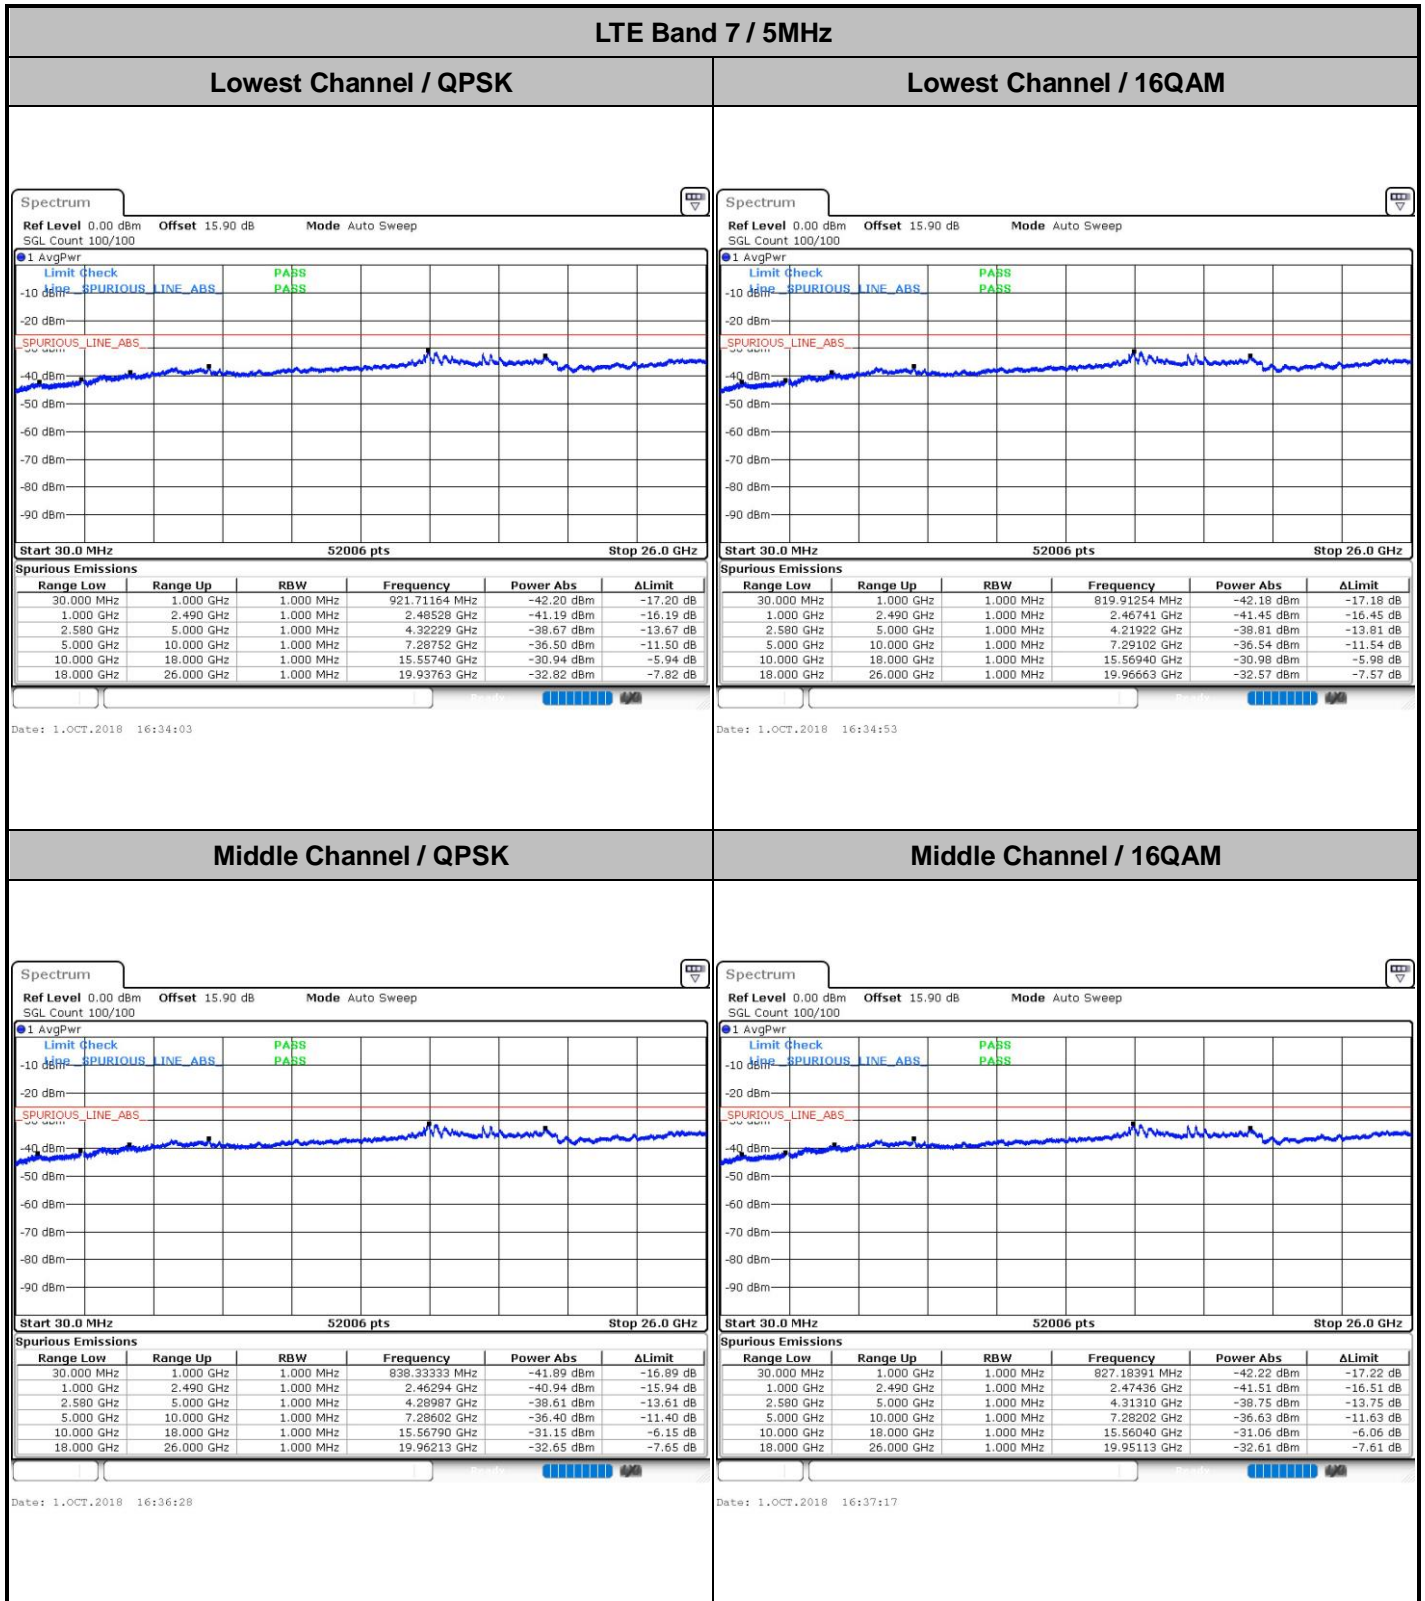 LTE Band 7 / 5MHz
Lowest Channel / QPSK
Lowest Channel / 16QAM
Spectrum
Ref Level 0.00 dBm Offset 15.90 dB Mode Auto Sweep
SGL Count 100/100
1 AvgPwr
Limit Check PASS
Line _SPURIOUS_LINE_ABS_ PASS
-10 dBm
-20 dBm
_SPURIOUS_LINE_ABS_
-30 dBm
-40 dBm
-50 dBm
-60 dBm
-70 dBm
-80 dBm
-90 dBm
Start 30.0 MHz 52006 pts Stop 26.0 GHz
Spurious Emissions
Range Low Range Up RBW Frequency Power Abs ΔLimit
30.000 MHz 1.000 GHz 1.000 MHz 921.71164 MHz -42.20 dBm -17.20 dB
1.000 GHz 2.490 GHz 1.000 MHz 2.48528 GHz -41.19 dBm -16.19 dB
2.580 GHz 5.000 GHz 1.000 MHz 4.32229 GHz -38.67 dBm -13.67 dB
5.000 GHz 10.000 GHz 1.000 MHz 7.28752 GHz -36.50 dBm -11.50 dB
10.000 GHz 18.000 GHz 1.000 MHz 15.55740 GHz -30.94 dBm -5.94 dB
18.000 GHz 26.000 GHz 1.000 MHz 19.93763 GHz -32.82 dBm -7.82 dB
Date: 1.OCT.2018 16:34:03
Spectrum
Ref Level 0.00 dBm Offset 15.90 dB Mode Auto Sweep
SGL Count 100/100
1 AvgPwr
Limit Check PASS
Line _SPURIOUS_LINE_ABS_ PASS
-10 dBm
-20 dBm
_SPURIOUS_LINE_ABS_
-30 dBm
-40 dBm
-50 dBm
-60 dBm
-70 dBm
-80 dBm
-90 dBm
Start 30.0 MHz 52006 pts Stop 26.0 GHz
Spurious Emissions
Range Low Range Up RBW Frequency Power Abs ΔLimit
30.000 MHz 1.000 GHz 1.000 MHz 819.91254 MHz -42.18 dBm -17.18 dB
1.000 GHz 2.490 GHz 1.000 MHz 2.46741 GHz -41.45 dBm -16.45 dB
2.580 GHz 5.000 GHz 1.000 MHz 4.21922 GHz -38.81 dBm -13.81 dB
5.000 GHz 10.000 GHz 1.000 MHz 7.29102 GHz -36.54 dBm -11.54 dB
10.000 GHz 18.000 GHz 1.000 MHz 15.56940 GHz -30.98 dBm -5.98 dB
18.000 GHz 26.000 GHz 1.000 MHz 19.96663 GHz -32.57 dBm -7.57 dB
Date: 1.OCT.2018 16:34:53
Middle Channel / QPSK
Middle Channel / 16QAM
Spectrum
Ref Level 0.00 dBm Offset 15.90 dB Mode Auto Sweep
SGL Count 100/100
1 AvgPwr
Limit Check PASS
Line _SPURIOUS_LINE_ABS_ PASS
-10 dBm
-20 dBm
_SPURIOUS_LINE_ABS_
-30 dBm
-40 dBm
-50 dBm
-60 dBm
-70 dBm
-80 dBm
-90 dBm
Start 30.0 MHz 52006 pts Stop 26.0 GHz
Spurious Emissions
Range Low Range Up RBW Frequency Power Abs ΔLimit
30.000 MHz 1.000 GHz 1.000 MHz 838.33333 MHz -41.89 dBm -16.89 dB
1.000 GHz 2.490 GHz 1.000 MHz 2.46294 GHz -40.94 dBm -15.94 dB
2.580 GHz 5.000 GHz 1.000 MHz 4.28987 GHz -38.61 dBm -13.61 dB
5.000 GHz 10.000 GHz 1.000 MHz 7.28602 GHz -36.40 dBm -11.40 dB
10.000 GHz 18.000 GHz 1.000 MHz 15.56790 GHz -31.15 dBm -6.15 dB
18.000 GHz 26.000 GHz 1.000 MHz 19.96213 GHz -32.65 dBm -7.65 dB
Date: 1.OCT.2018 16:36:28
Spectrum
Ref Level 0.00 dBm Offset 15.90 dB Mode Auto Sweep
SGL Count 100/100
1 AvgPwr
Limit Check PASS
Line _SPURIOUS_LINE_ABS_ PASS
-10 dBm
-20 dBm
_SPURIOUS_LINE_ABS_
-30 dBm
-40 dBm
-50 dBm
-60 dBm
-70 dBm
-80 dBm
-90 dBm
Start 30.0 MHz 52006 pts Stop 26.0 GHz
Spurious Emissions
Range Low Range Up RBW Frequency Power Abs ΔLimit
30.000 MHz 1.000 GHz 1.000 MHz 827.18391 MHz -42.22 dBm -17.22 dB
1.000 GHz 2.490 GHz 1.000 MHz 2.47436 GHz -41.51 dBm -16.51 dB
2.580 GHz 5.000 GHz 1.000 MHz 4.31310 GHz -38.75 dBm -13.75 dB
5.000 GHz 10.000 GHz 1.000 MHz 7.28202 GHz -36.63 dBm -11.63 dB
10.000 GHz 18.000 GHz 1.000 MHz 15.56040 GHz -31.06 dBm -6.06 dB
18.000 GHz 26.000 GHz 1.000 MHz 19.95113 GHz -32.61 dBm -7.61 dB
Date: 1.OCT.2018 16:37:17